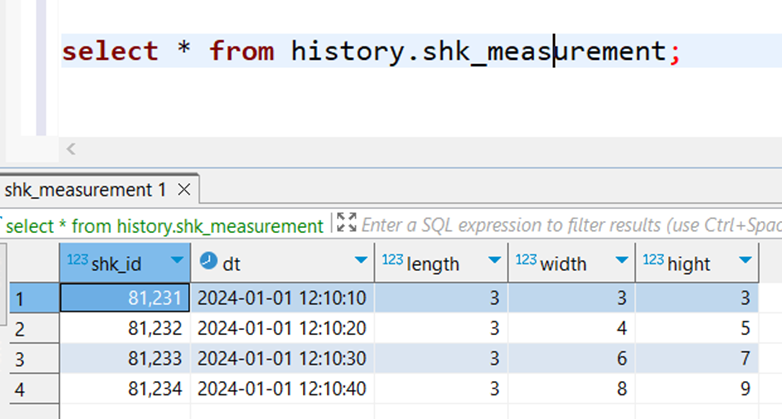 select * from history.shk_measurement;
shk_measurement 1
select * from history.shk_measurement Enter a SQL expression to filter results (use Ctrl+Spac
123 shk_id dt 123 length 123 width 123 hight
1 81,231 2024-01-01 12:10:10 3 3 3
2 81,232 2024-01-01 12:10:20 3 4 5
3 81,233 2024-01-01 12:10:30 3 6 7
4 81,234 2024-01-01 12:10:40 3 8 9